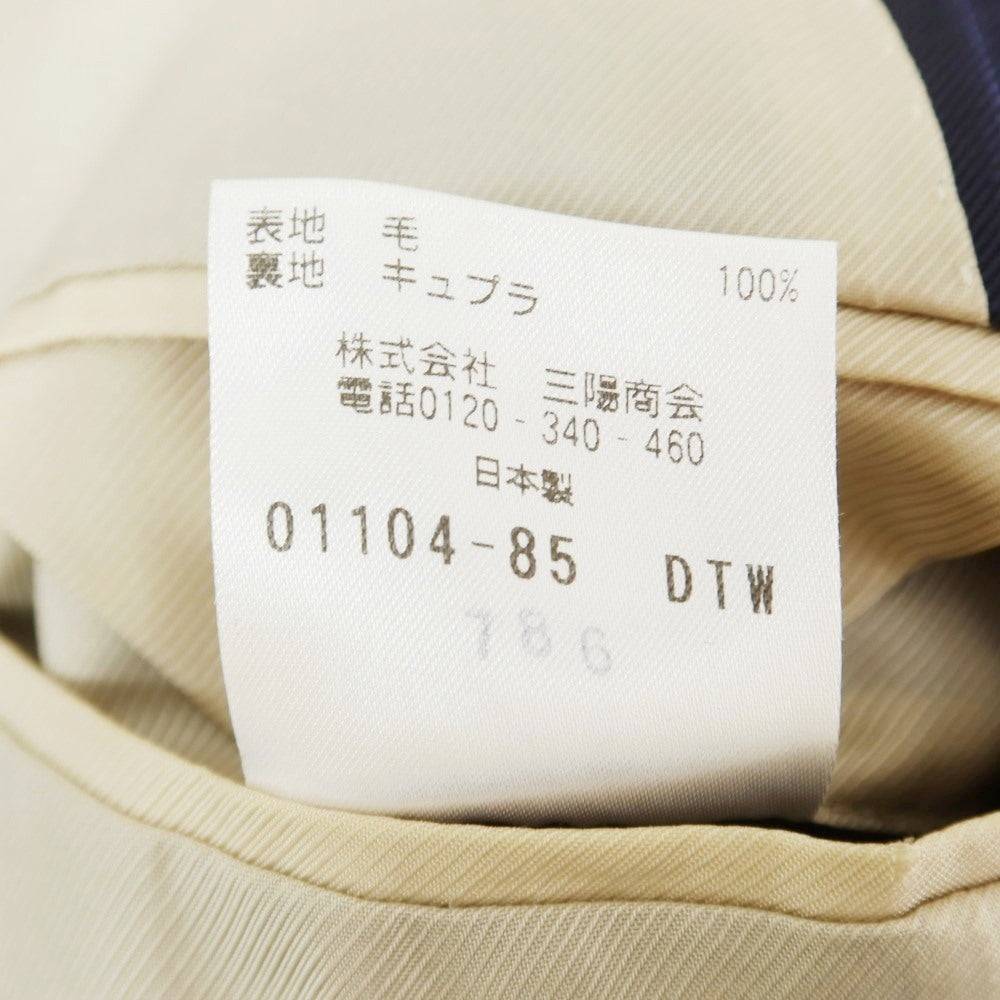 表地 毛
裏地 キュプラ 100%
株式会社 三陽商会
電話0120-340-460
日本製
01104-85 DTW
786